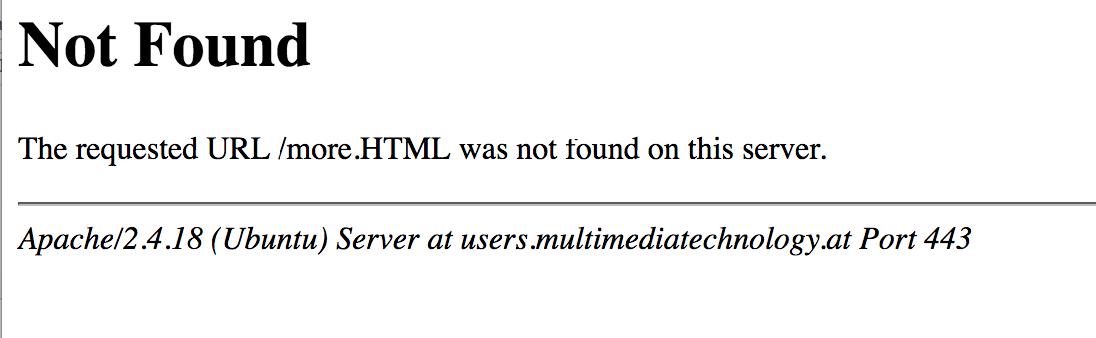 Not Found
The requested URL /more.HTML was not found on this server.
Apache/2.4.18 (Ubuntu) Server at users.multimediatechnology.at Port 443